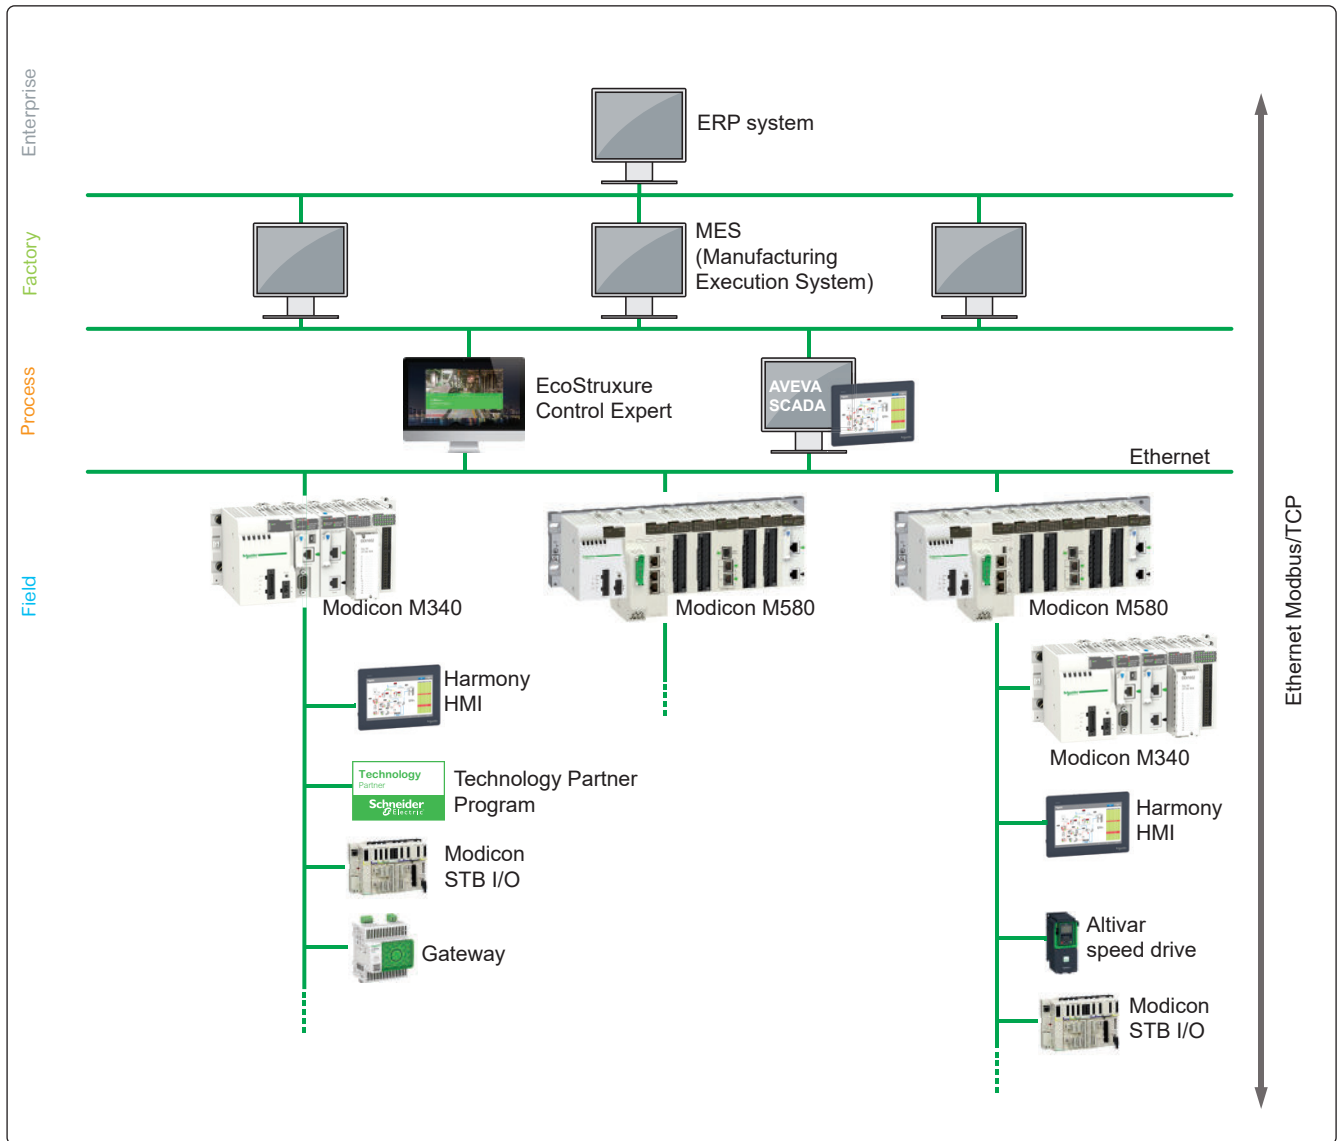 Enterprise
ERP system
Factory
MES
(Manufacturing
Execution System)
Process
EcoStruxure
Control Expert
AVEVA
SCADA
Ethernet
Field
Modicon M340
Modicon M580
Modicon M580
Ethernet Modbus/TCP
Harmony
HMI
Technology
Partner
Schneider
Electric
Technology Partner
Program
Modicon
STB I/O
Gateway
Modicon M340
Harmony
HMI
Altivar
speed drive
Modicon
STB I/O